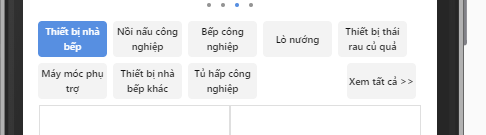 Thiết bị nhà
bếp
Nồi nấu công
nghiệp
Bếp công
nghiệp
Lò nướng
Thiết bị thái
rau củ quả
Máy móc phụ
trợ
Thiết bị nhà
bếp khác
Tủ hấp công
nghiệp
Xem tất cả >>